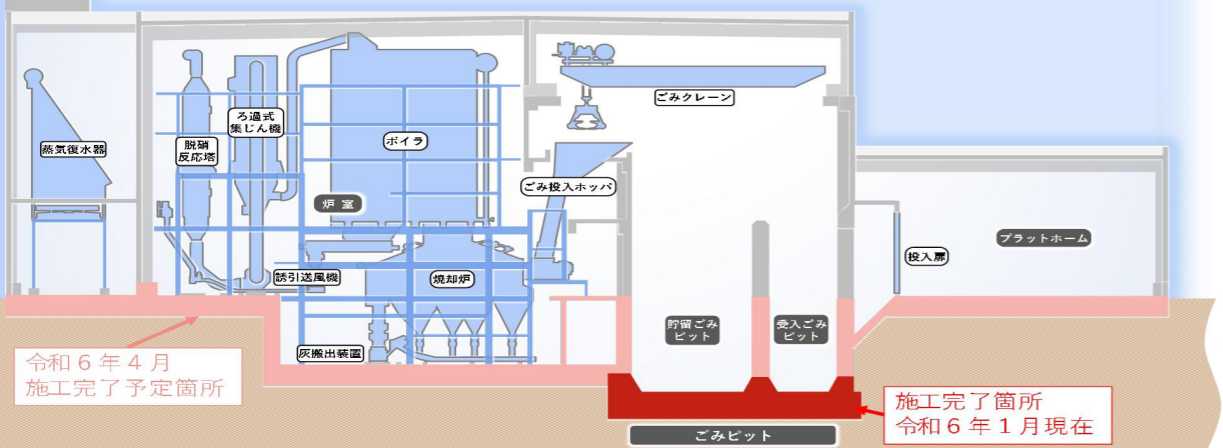 ごみクレーン
ろ過式
集じん機
ボイラ
脱硝
反応塔
蒸気復水器
ごみ投入ホッパ
炉室
プラットホーム
投入扉
誘引送風機
焼却炉
貯留ごみ
ピット
受入ごみ
ピット
灰搬出装置
令和6年4月
施工完了予定箇所
施工完了箇所
令和6年1月現在
ごみピット